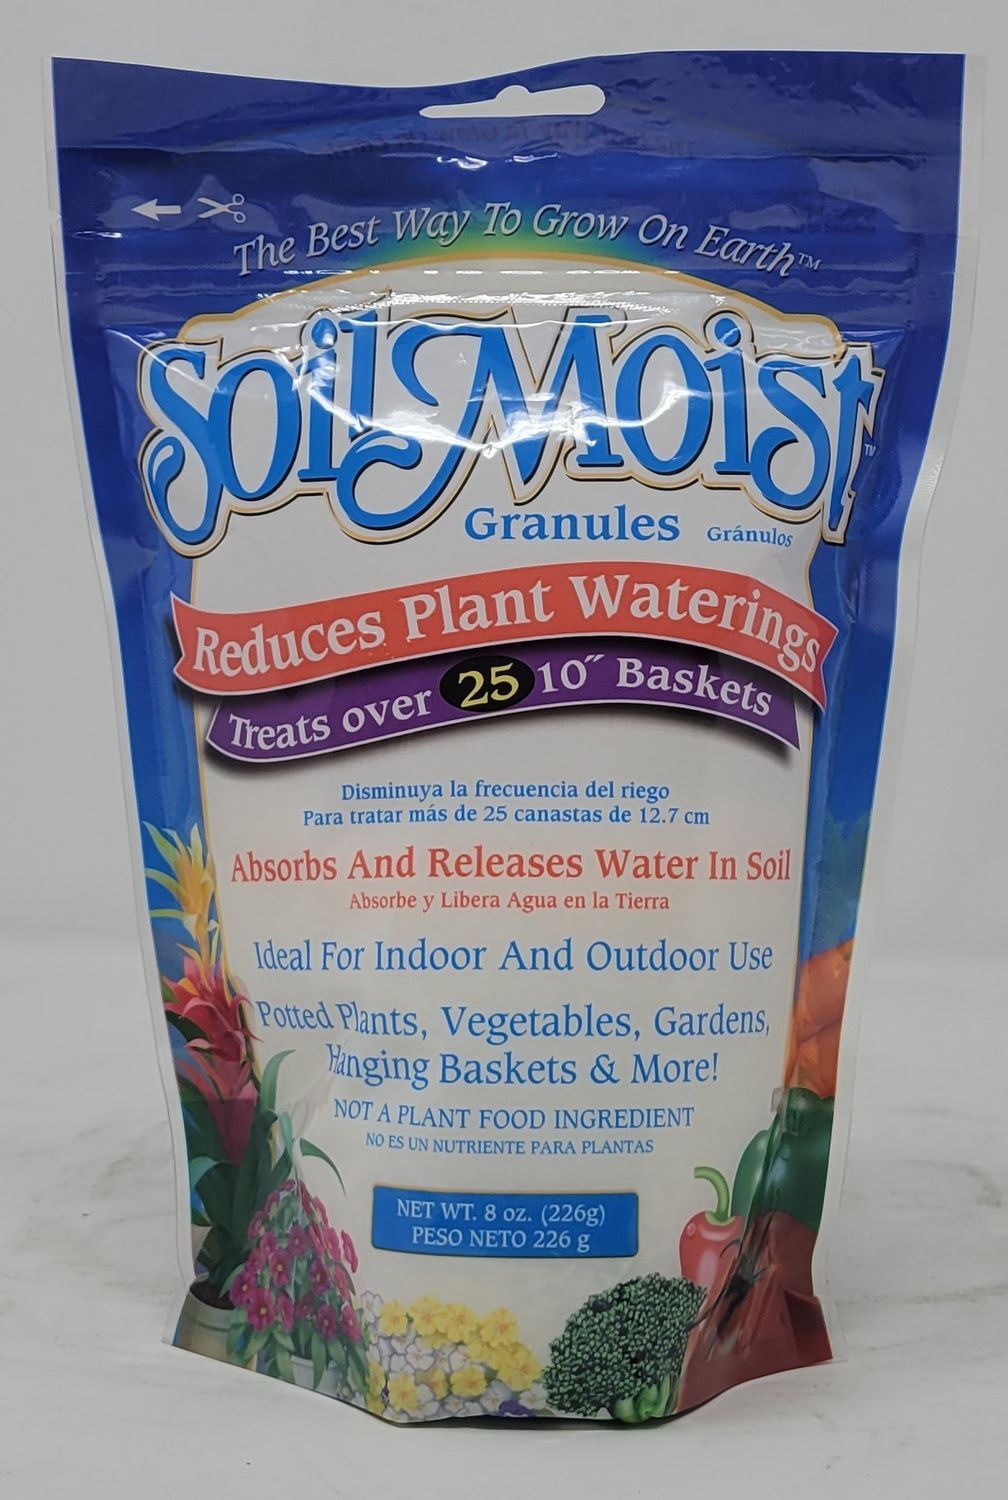 The Best Way To Grow On Earth™
Soil Moist™
Granules Gránulos
Reduces Plant Waterings
Treats over 25 10" Baskets
Disminuya la frecuencia del riego
Para tratar más de 25 canastas de 12.7 cm
Absorbs And Releases Water In Soil
Absorbe y Libera Agua en la Tierra
Ideal For Indoor And Outdoor Use
Potted Plants, Vegetables, Gardens,
Hanging Baskets & More!
NOT A PLANT FOOD INGREDIENT
NO ES UN NUTRIENTE PARA PLANTAS
NET WT. 8 oz. (226g)
PESO NETO 226 g